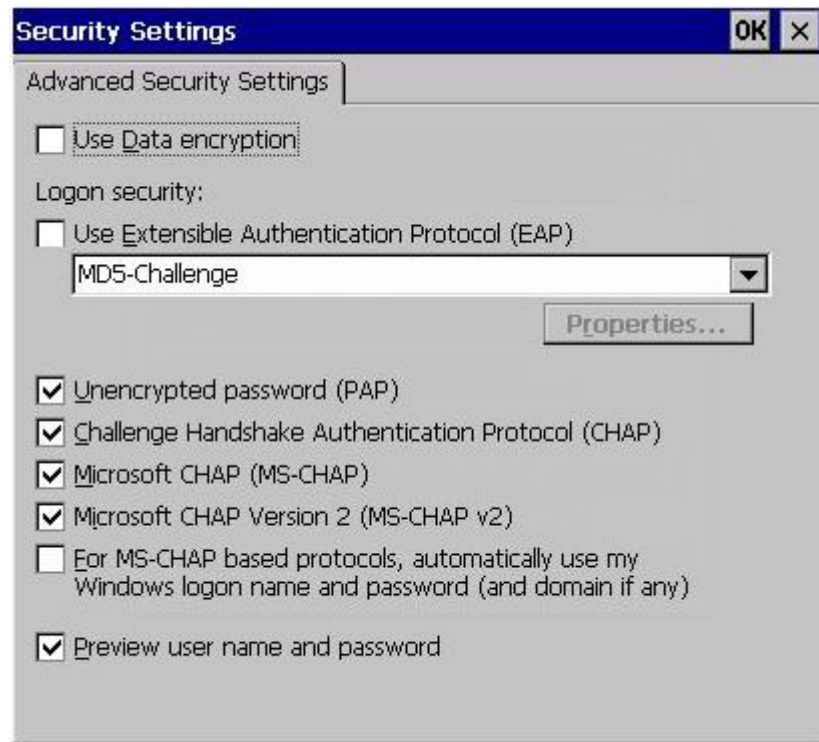 Security Settings OK ×
Advanced Security Settings
Use Data encryption
Logon security:
Use Extensible Authentication Protocol (EAP)
MD5-Challenge
Properties...
Unencrypted password (PAP)
Challenge Handshake Authentication Protocol (CHAP)
Microsoft CHAP (MS-CHAP)
Microsoft CHAP Version 2 (MS-CHAP v2)
For MS-CHAP based protocols, automatically use my
Windows logon name and password (and domain if any)
Preview user name and password